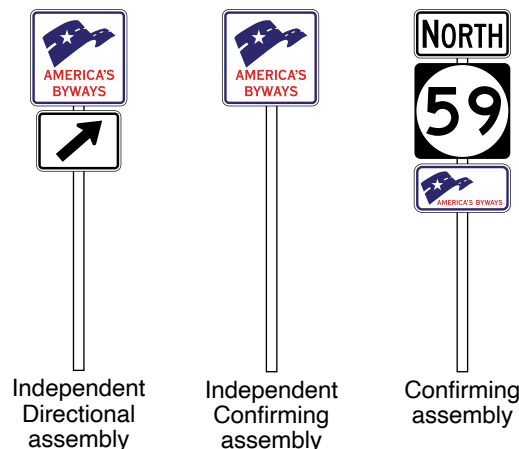 AMERICA'S
BYWAYS
Independent
Directional
assembly
AMERICA'S
BYWAYS
Independent
Confirming
assembly
NORTH
59
AMERICA'S BYWAYS
Confirming
assembly